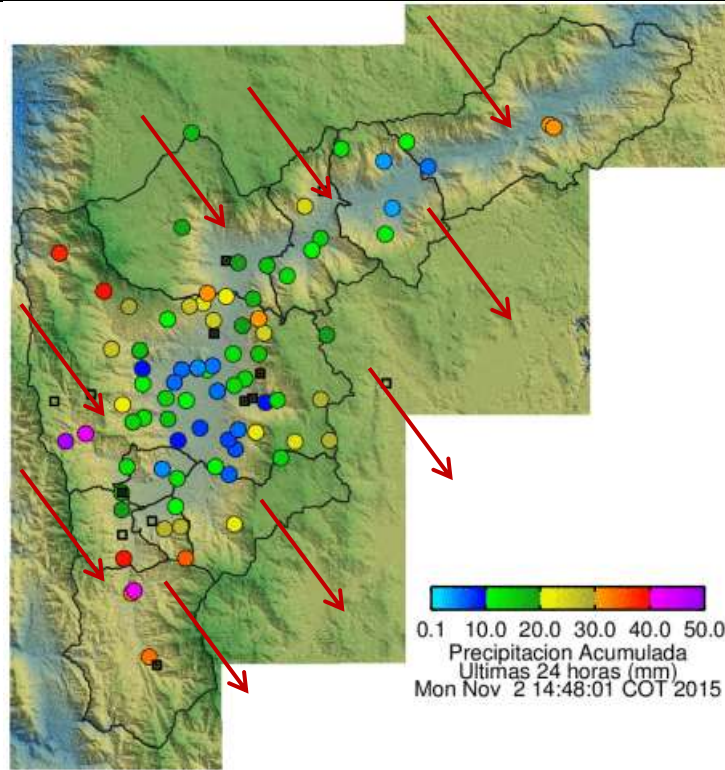 0.1 10.0 20.0 30.0 40.0 50.0
Precipitacion Acumulada
Ultimas 24 horas (mm)
Mon Nov  2 14:48:01 COT 2015